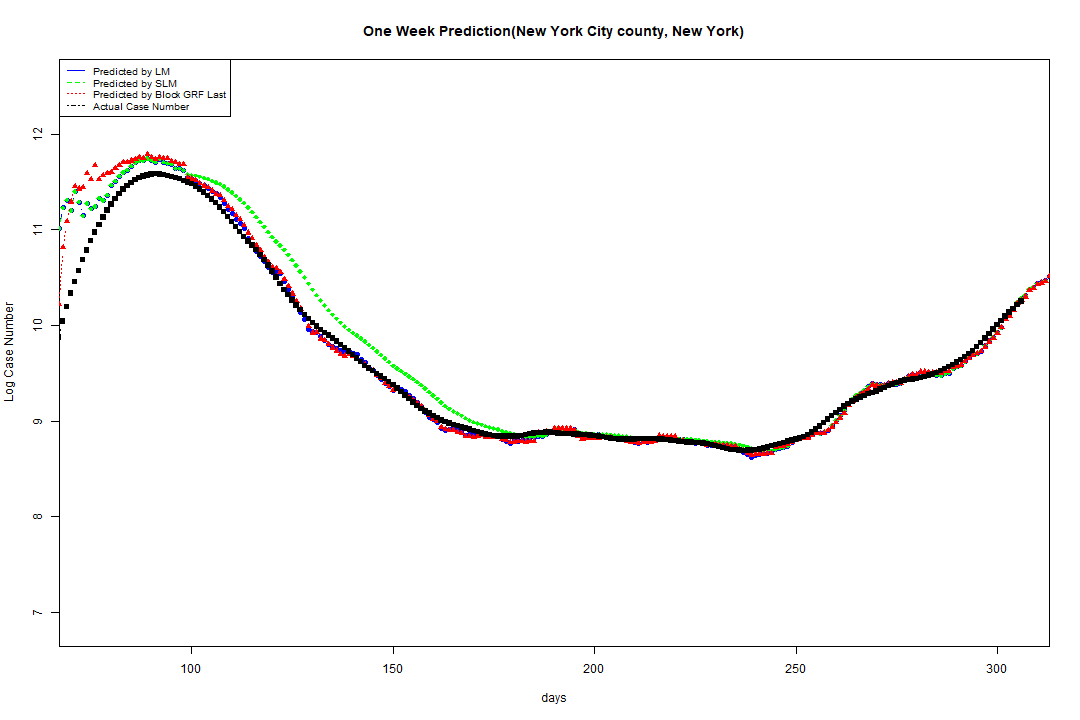 One Week Prediction(New York City county, New York)
Predicted by LM
Predicted by SLM
Predicted by Block GRF Last
Actual Case Number
12
11
10
9
8
7
Log Case Number
100 150 200 250 300
days